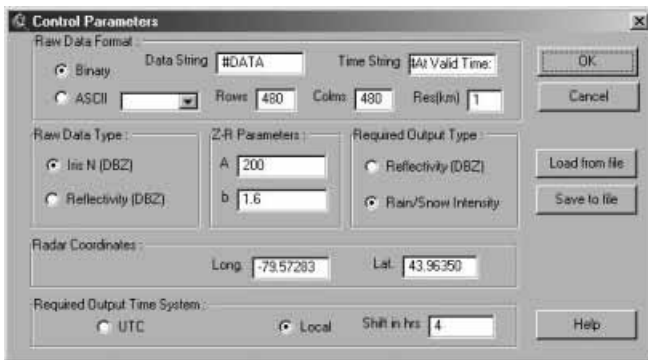 Control Parameters
Raw Data Format :
Binary
Data String #DATA
Time String #At Valid Time:
ASCII
Rows 480 Colms 480 Res(km) 1
OK
Cancel
Raw Data Type :
Iris N (DBZ)
Reflectivity (DBZ)
Z-R Parameters :
A 200
b 1.6
Required Output Type :
Reflectivity (DBZ)
Rain/Snow Intensity
Load from file
Save to file
Radar Coordinates :
Long. -79.57283 Lat. 43.96350
Required Output Time System :
UTC Local Shift in hrs 4
Help